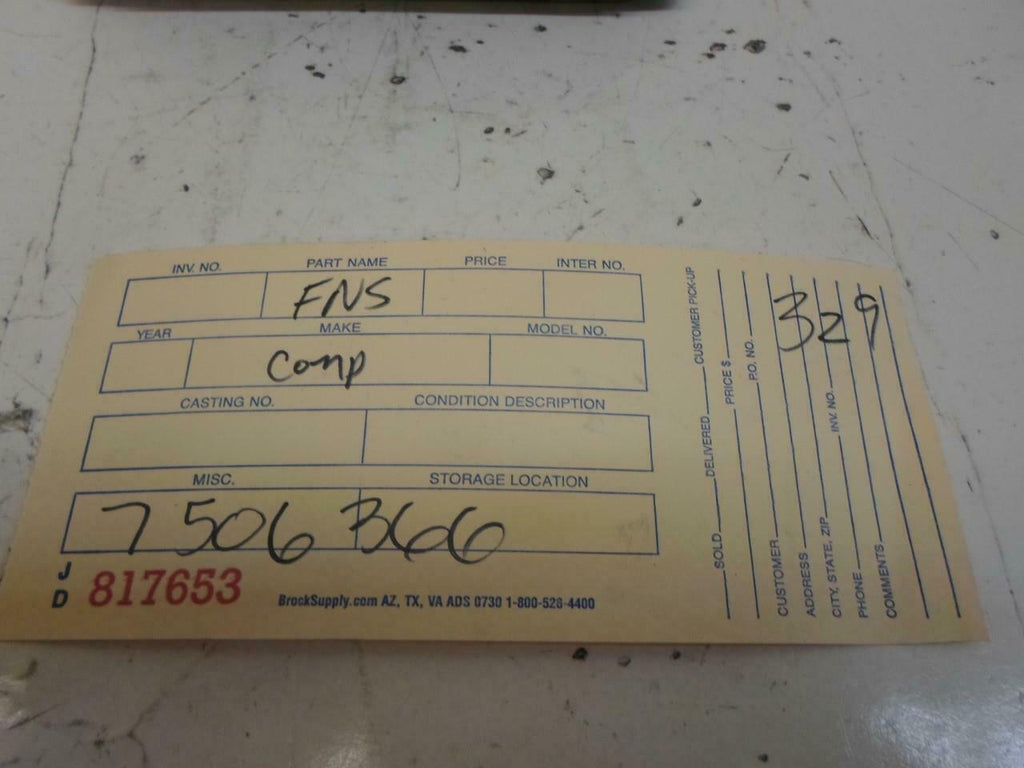 INV. NO. PART NAME PRICE INTER NO.
FNS
YEAR MAKE MODEL NO.
Comp
CASTING NO. CONDITION DESCRIPTION
MISC. STORAGE LOCATION
7506366
JD 817653 BrockSupply.com AZ, TX, VA ADS 0730 1-800-528-4400
SOLD DELIVERED CUSTOMER PICK-UP
PRICE $
P.O. NO.
329
CUSTOMER
ADDRESS
CITY, STATE, ZIP INV. NO.
PHONE
COMMENTS